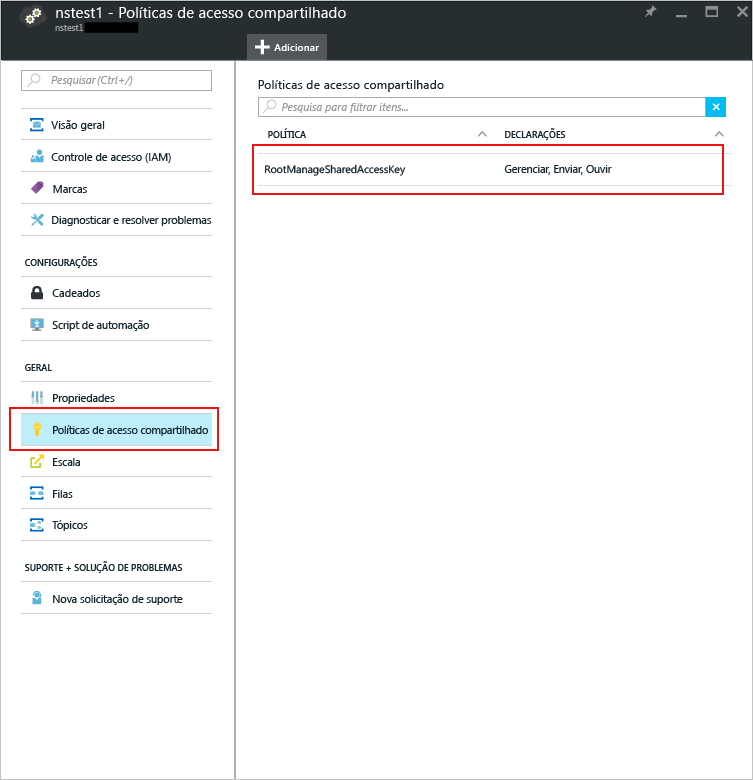 nstest1 - Políticas de acesso compartilhado
nstest1
Adicionar
Pesquisar (Ctrl+/)
Visão geral
Controle de acesso (IAM)
Marcas
Diagnosticar e resolver problemas
CONFIGURAÇÕES
Cadeados
Script de automação
GERAL
Propriedades
Políticas de acesso compartilhado
Escala
Filas
Tópicos
SUPORTE + SOLUÇÃO DE PROBLEMAS
Nova solicitação de suporte
Políticas de acesso compartilhado
Pesquisa para filtrar itens...
POLÍTICA DECLARAÇÕES
RootManageSharedAccessKey Gerenciar, Enviar, Ouvir